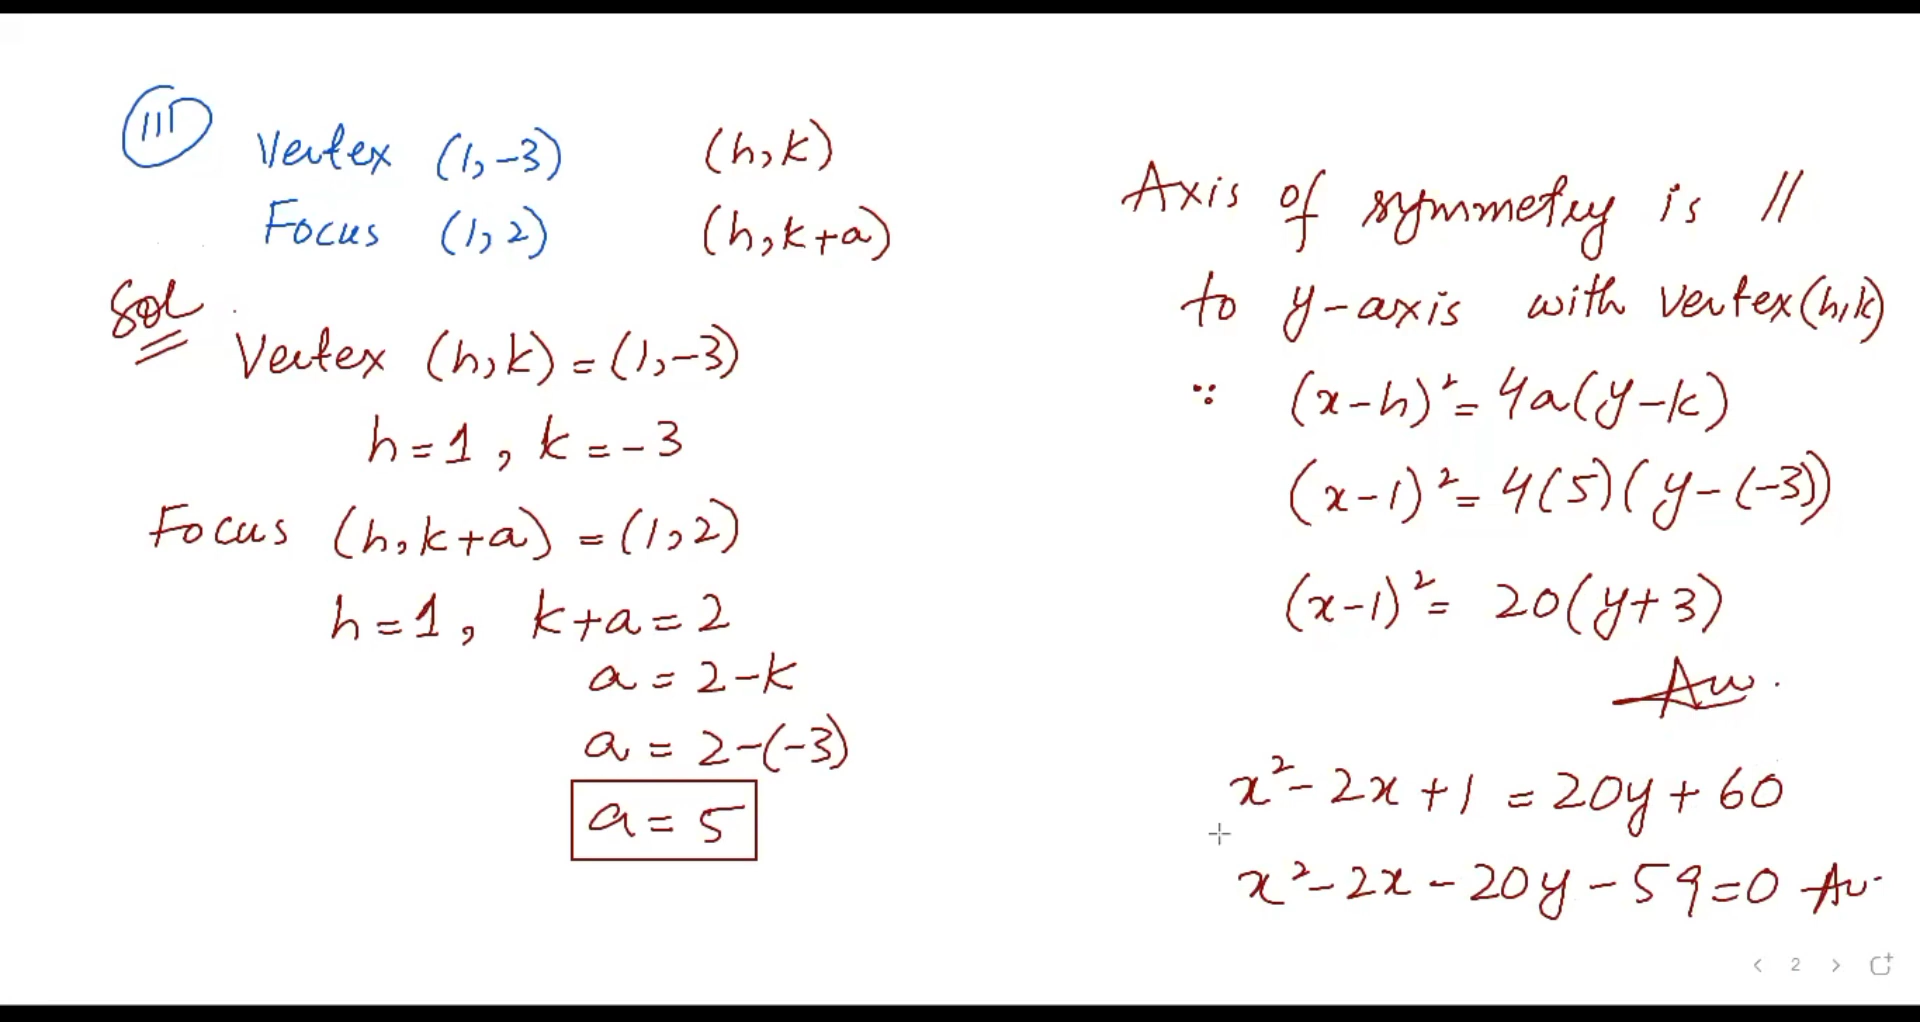 (III)
Vertex (1,-3) (h,k)
Focus (1,2) (h,k+a)
Sol
Vertex (h,k) = (1,-3)
h=1, k=-3
Focus (h,k+a) = (1,2)
h=1, k+a=2
a = 2-k
a = 2-(-3)
a = 5
Axis of symmetry is //
to y-axis with vertex (h,k)
∵ (x-h)²=4a(y-k)
(x-1)²=4(5)(y-(-3))
(x-1)²= 20(y+3)
Ans.
x²-2x+1 =20y+60
x²-2x-20y-59=0 Ans.
< 2 >